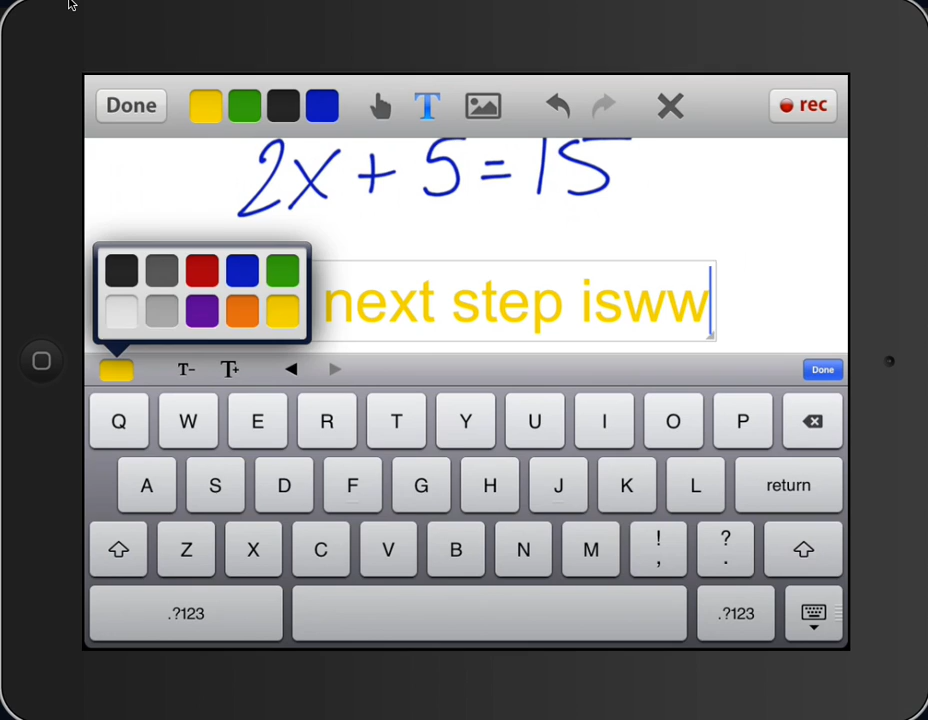 Done T rec
2x + 5 = 15
next step isww
T- T+ Done
Q W E R T Y U I O P
A S D F G H J K L return
Z X C V B N M ! , ? .
.?123 .?123